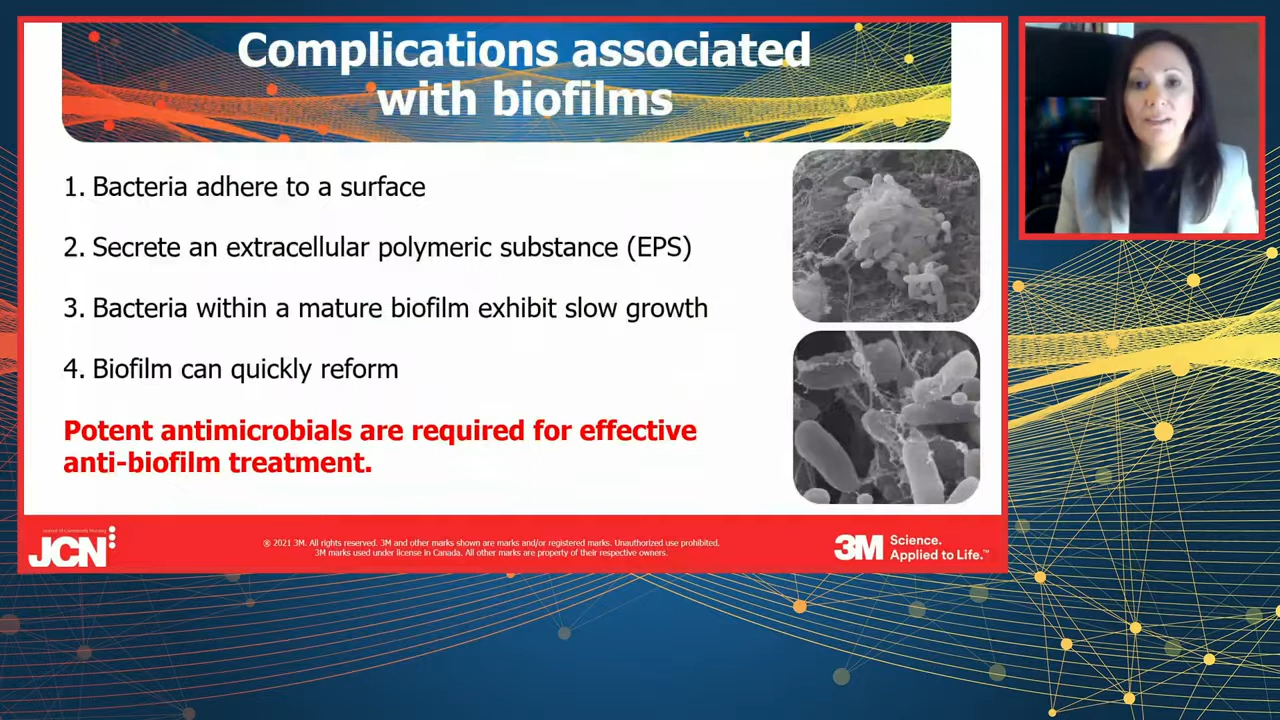 Complications associated
with biofilms
1. Bacteria adhere to a surface
2. Secrete an extracellular polymeric substance (EPS)
3. Bacteria within a mature biofilm exhibit slow growth
4. Biofilm can quickly reform
Potent antimicrobials are required for effective
anti-biofilm treatment.
Journal of Community Nursing
JCN
® 2021 3M. All rights reserved. 3M and other marks shown are marks and/or registered marks. Unauthorized use prohibited.
3M marks used under license in Canada. All other marks are property of their respective owners.
3M Science.
Applied to Life.™